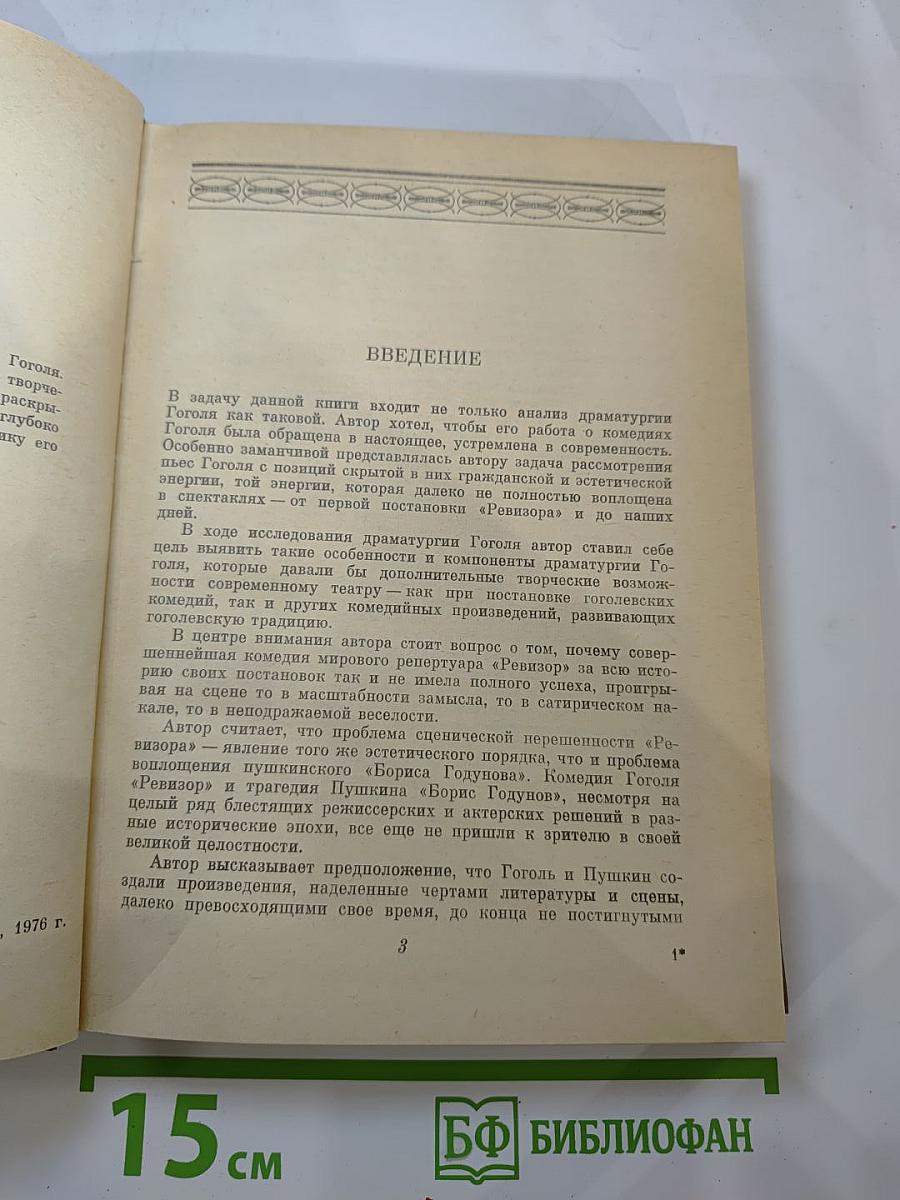 Гоголя.
творче-
раскры-
глубоко
ику его
, 1976 г.
ВВЕДЕНИЕ
В задачу данной книги входит не только анализ драматургии
Гоголя как таковой. Автор хотел, чтобы его работа о комедиях
Гоголя была обращена в настоящее, устремлена в современность.
Особенно заманчивой представлялась автору задача рассмотрения
пьес Гоголя с позиций скрытой в них гражданской и эстетической
энергии, той энергии, которая далеко не полностью воплощена
в спектаклях — от первой постановки «Ревизора» и до наших
дней.
В ходе исследования драматургии Гоголя автор ставил себе
цель выявить такие особенности и компоненты драматургии Го-
голя, которые давали бы дополнительные творческие возмож-
ности современному театру — как при постановке гоголевских
комедий, так и других комедийных произведений, развивающих
гоголевскую традицию.
В центре внимания автора стоит вопрос о том, почему совер-
шеннейшая комедия мирового репертуара «Ревизор» за всю исто-
рию своих постановок так и не имела полного успеха, проигры-
вая на сцене то в масштабности замысла, то в сатирическом на-
кале, то в неподражаемой веселости.
Автор считает, что проблема сценической нерешенности «Ре-
визора» — явление того же эстетического порядка, что и проблема
воплощения пушкинского «Бориса Годунова». Комедия Гоголя
«Ревизор» и трагедия Пушкина «Борис Годунов», несмотря на
целый ряд блестящих режиссерских и актерских решений в раз-
ные исторические эпохи, все еще не пришли к зрителю в своей
великой целостности.
Автор высказывает предположение, что Гоголь и Пушкин со-
здали произведения, наделенные чертами литературы и сцены,
далеко превосходящими свое время, до конца не постигнутыми
3
1*
15 см
БФ БИБЛИОФАН